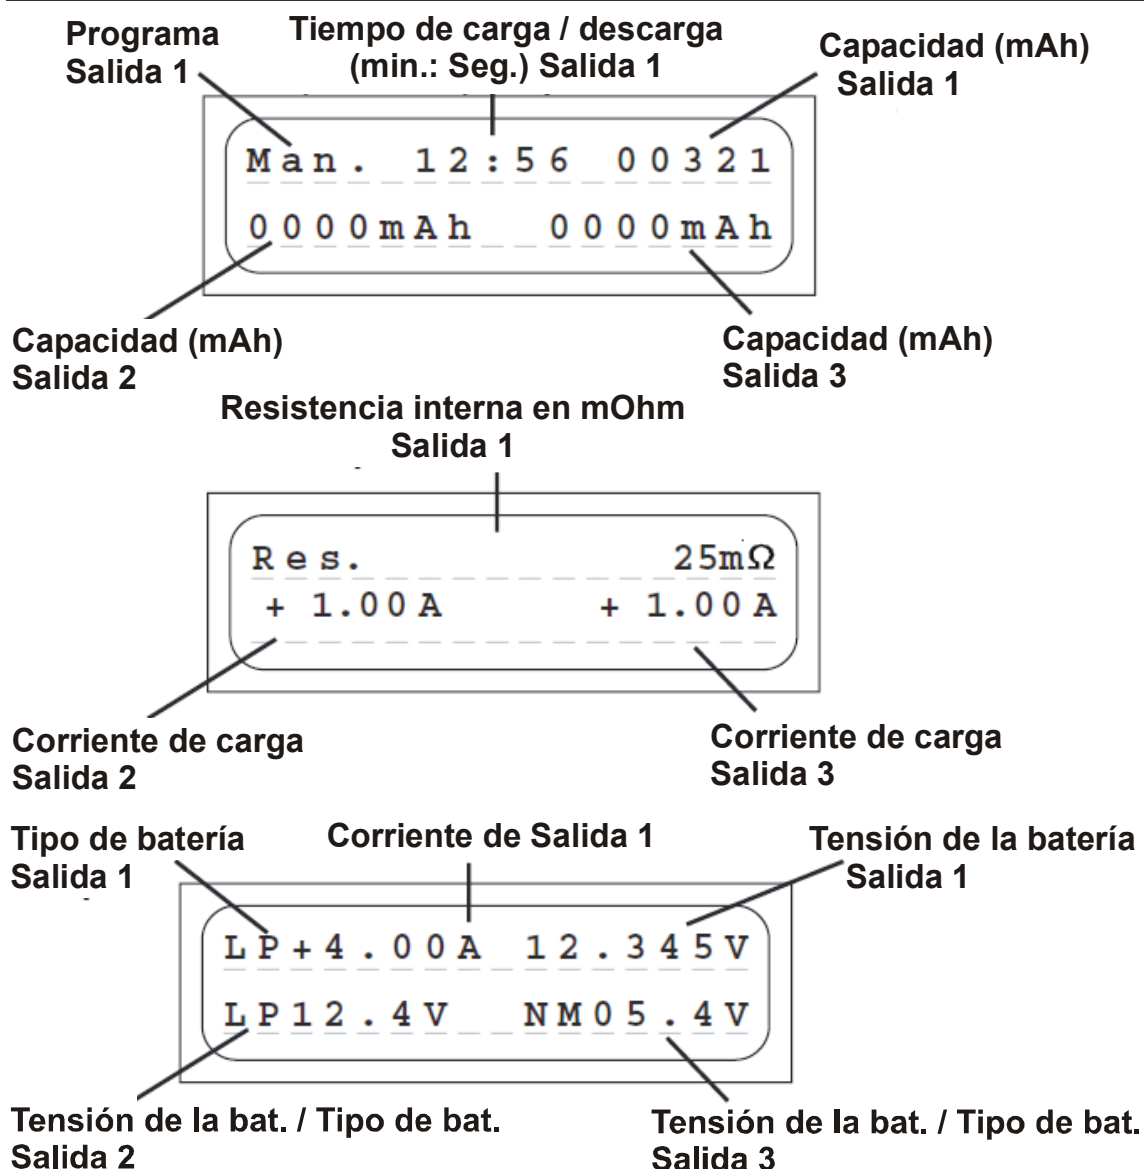 Programa
Salida 1
Tiempo de carga / descarga
(min.: Seg.) Salida 1
Capacidad (mAh)
Salida 1
Man. 12:56 00321
0000mAh 0000mAh
Capacidad (mAh)
Salida 2
Capacidad (mAh)
Salida 3
Resistencia interna en mOhm
Salida 1
Res. 25mΩ
+ 1.00A + 1.00A
Corriente de carga
Salida 2
Corriente de carga
Salida 3
Tipo de batería
Salida 1
Corriente de Salida 1
Tensión de la batería
Salida 1
LP+4.00A 12.345V
LP12.4V NM05.4V
Tensión de la bat. / Tipo de bat.
Salida 2
Tensión de la bat. / Tipo de bat.
Salida 3